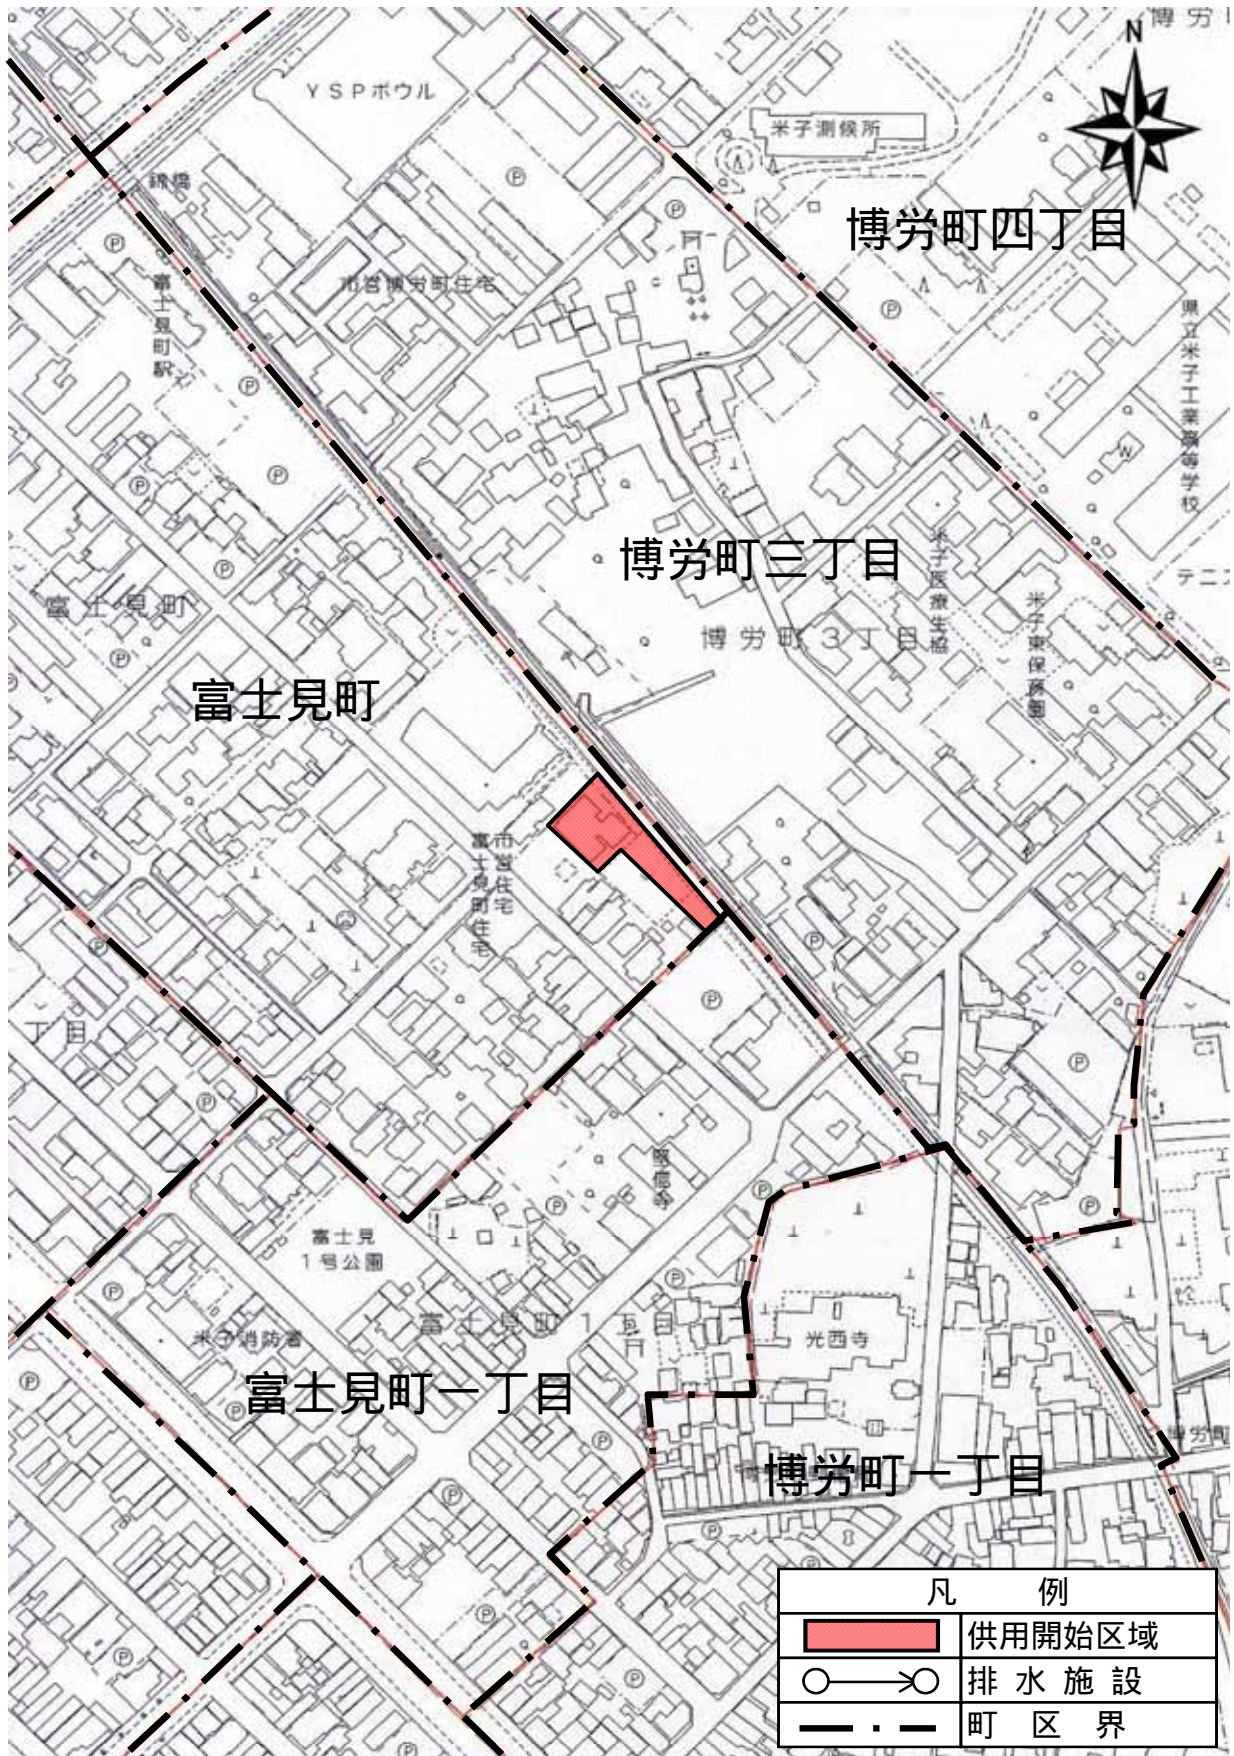 N
ＹＳＰボウル
米子測候所
錦橋
博労町四丁目
市営博労町住宅
富士見町駅
県立米子工業高等学校
W
博労町三丁目
米子医療生協
テニ
米子東保育園
富士見町
博労町３丁目
富士見町
市営住宅
富士見町住宅
丁目
富士見
１号公園
富士見町１丁目
米子消防署
光西寺
富士見町一丁目
博労町一丁目
凡　例
供用開始区域
排水施設
町区界